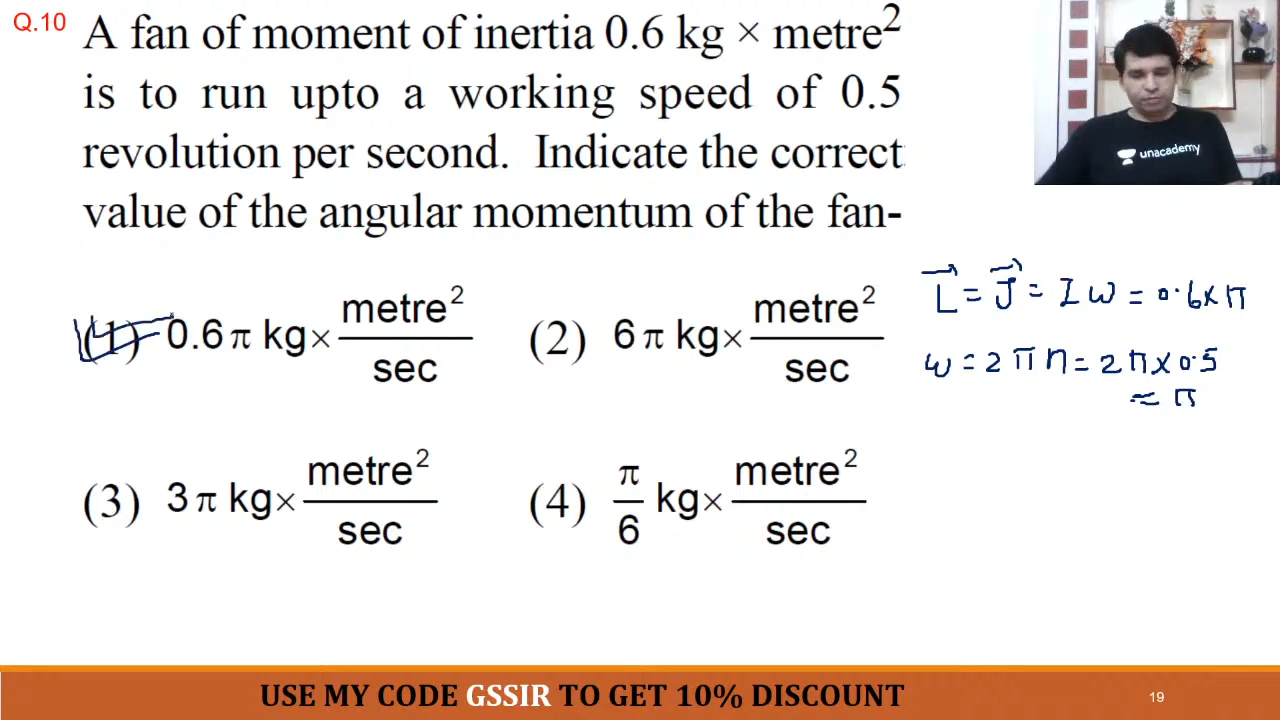 Q.10
A fan of moment of inertia 0.6 kg × metre²
is to run upto a working speed of 0.5
revolution per second. Indicate the correct
value of the angular momentum of the fan-
unacademy
(1) 0.6 π kg× metre²/sec (2) 6 π kg× metre²/sec
(3) 3 π kg× metre²/sec (4) π/6 kg× metre²/sec
L⃗ = J⃗ = I ω = 0.6 × π
ω = 2 π n = 2 π × 0.5
= π
USE MY CODE GSSIR TO GET 10% DISCOUNT
19